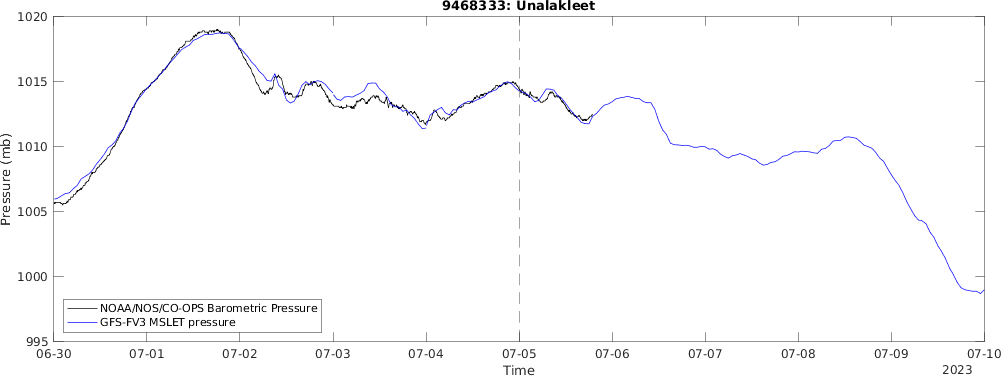 9468333: Unalakleet
1020
1015
1010
1005
1000
995
Pressure (mb)
NOAA/NOS/CO-OPS Barometric Pressure
GFS-FV3 MSLET pressure
06-30 07-01 07-02 07-03 07-04 07-05 07-06 07-07 07-08 07-09 07-10
Time
2023